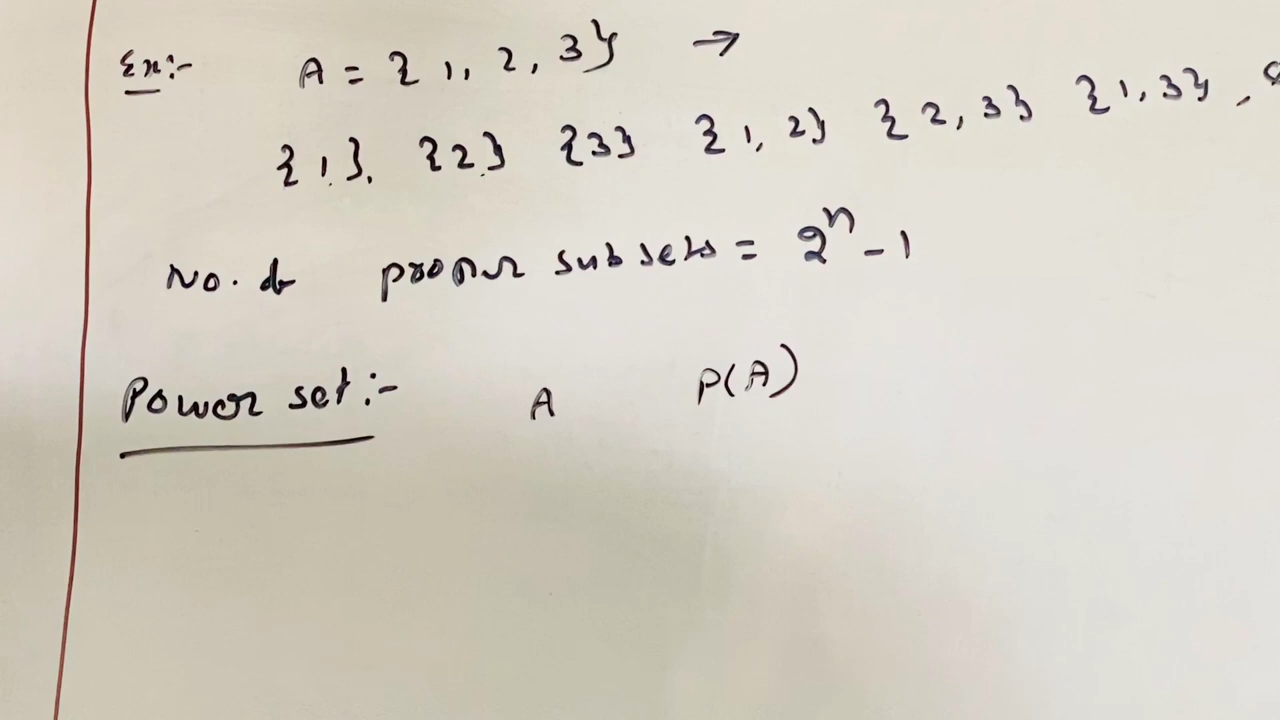 Ex:- A = { 1, 2, 3} →
{ 1 }, {2} {3} { 1, 2} { 2, 3} { 1, 3} ,
No. of proper subsets = 2ⁿ - 1
Power set :- A P(A)